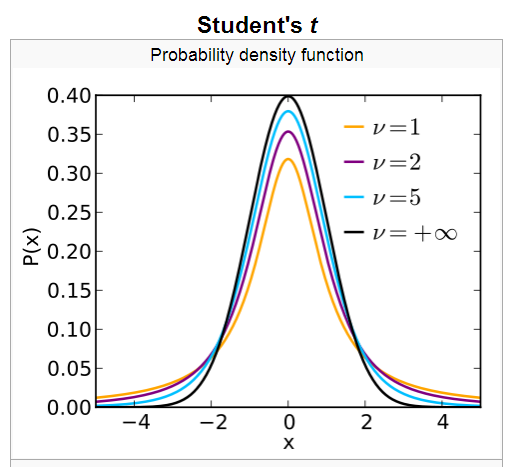 Student's t
Probability density function
0.40
0.35
0.30
0.25
0.20
0.15
0.10
0.05
0.00
P(x)
ν=1
ν=2
ν=5
ν=+∞
−4
−2
0
2
4
x